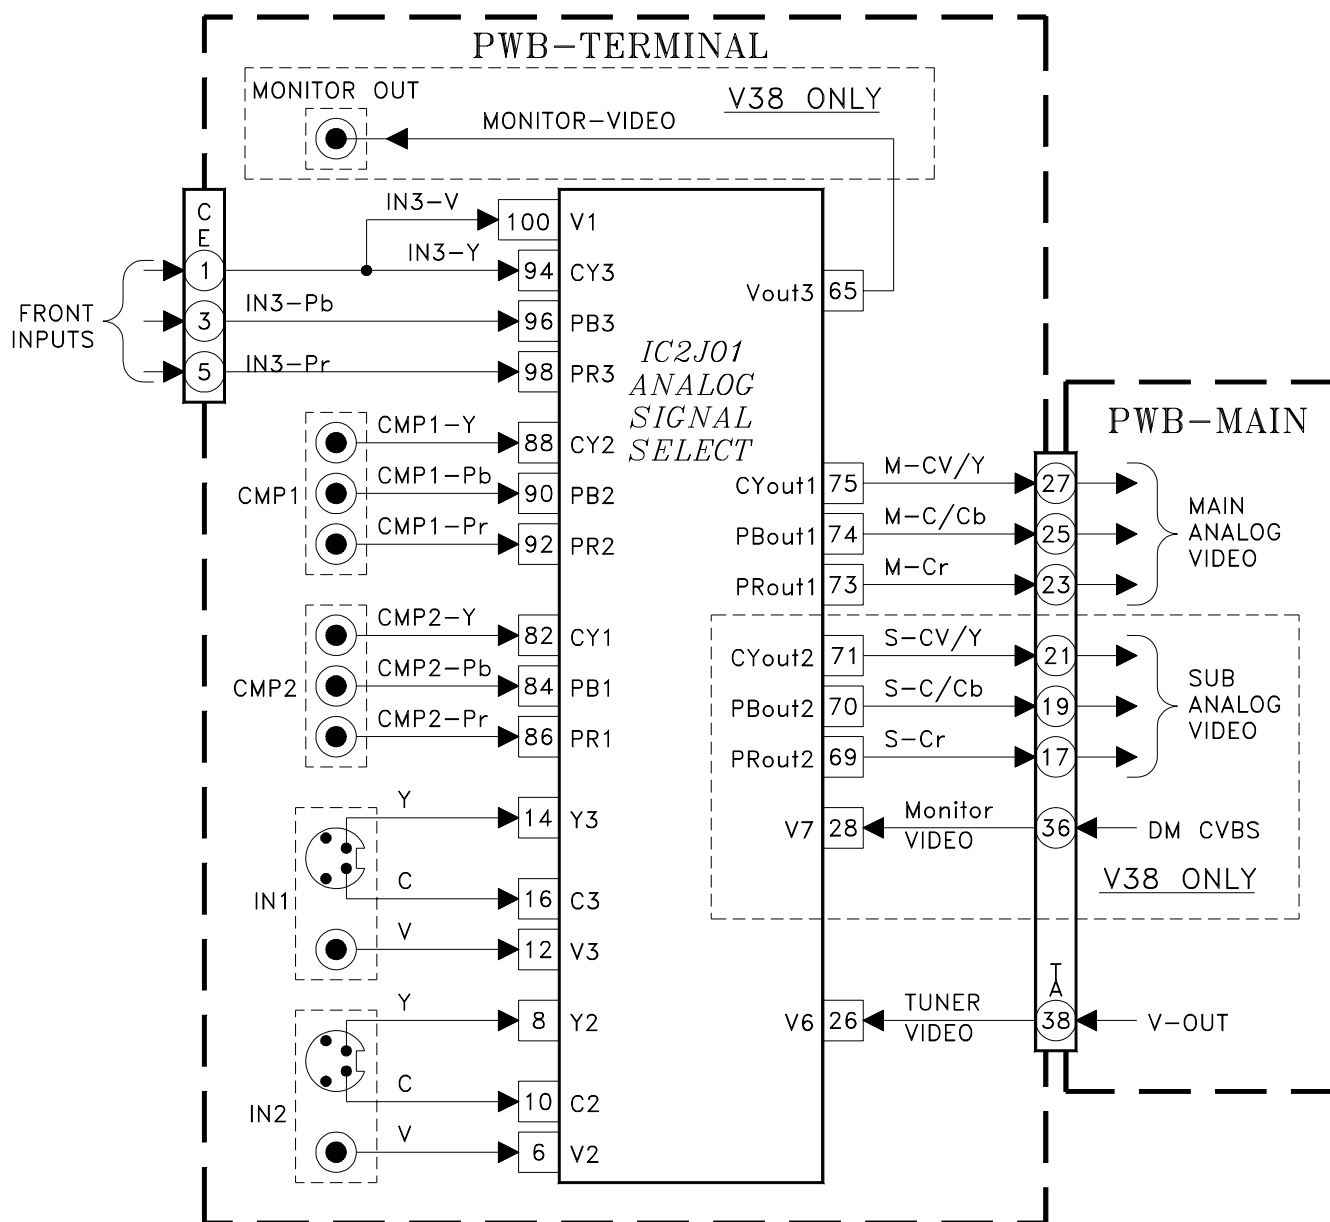 PWB-TERMINAL
MONITOR OUT
V38 ONLY
MONITOR-VIDEO
CE
IN3-V
100 V1
IN3-Y
1
94 CY3
Vout3 65
FRONT
INPUTS
IN3-Pb
3
96 PB3
IN3-Pr
5
98 PR3
IC2J01
ANALOG
SIGNAL
SELECT
PWB-MAIN
CMP1
CMP1-Y
88 CY2
CMP1-Pb
90 PB2
CMP1-Pr
92 PR2
CYout1 75 M-CV/Y 27
PBout1 74 M-C/Cb 25
PRout1 73 M-Cr 23
MAIN
ANALOG
VIDEO
CMP2
CMP2-Y
82 CY1
CMP2-Pb
84 PB1
CMP2-Pr
86 PR1
CYout2 71 S-CV/Y 21
PBout2 70 S-C/Cb 19
PRout2 69 S-Cr 17
SUB
ANALOG
VIDEO
IN1
Y
14 Y3
C
16 C3
V
12 V3
V7 28
Monitor
VIDEO
36
DM CVBS
V38 ONLY
IN2
Y
8 Y2
C
10 C2
V
6 V2
V6 26
TUNER
VIDEO
TA
38
V-OUT